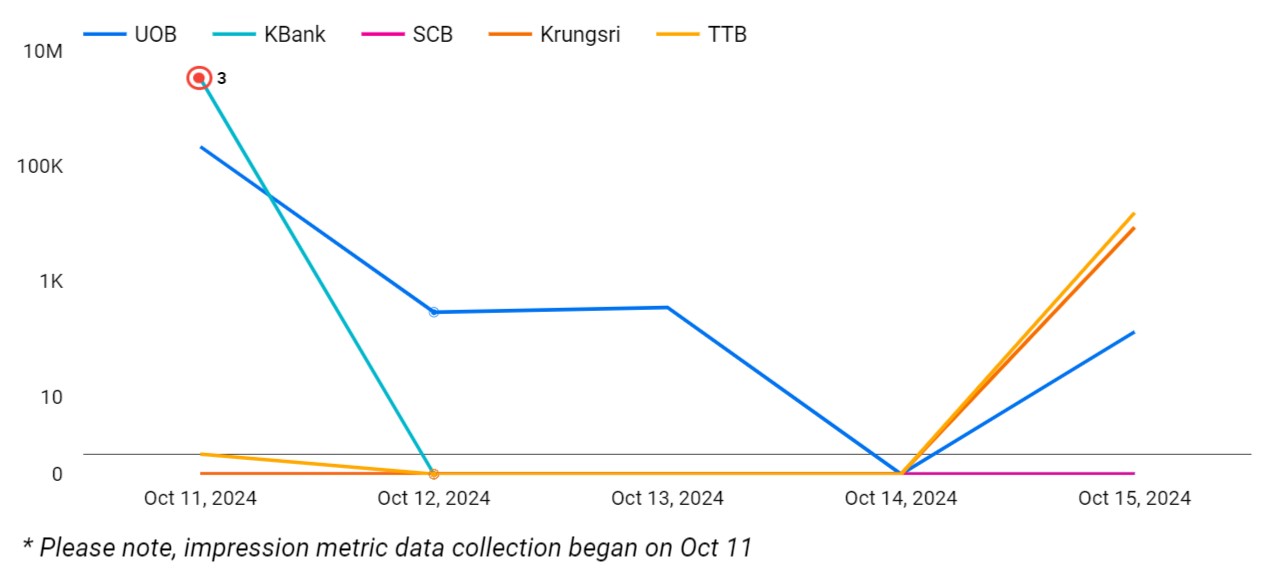 UOB KBank SCB Krungsri TTB
10M
3
100K
1K
10
0
Oct 11, 2024 Oct 12, 2024 Oct 13, 2024 Oct 14, 2024 Oct 15, 2024
* Please note, impression metric data collection began on Oct 11